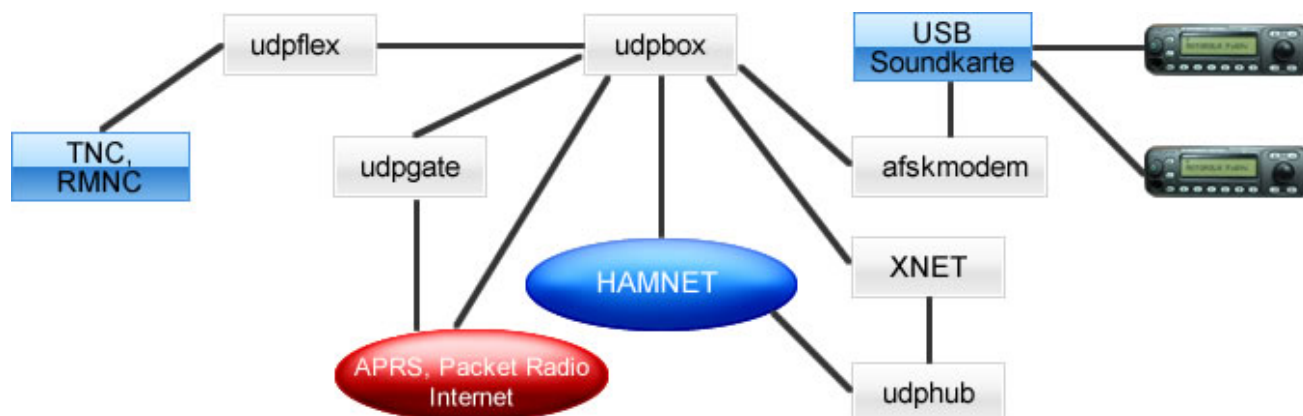 udpflex
udpbox
USB
Soundkarte
TNC,
RMNC
udpgate
afskmodem
HAMNET
XNET
APRS, Packet Radio
Internet
udphub